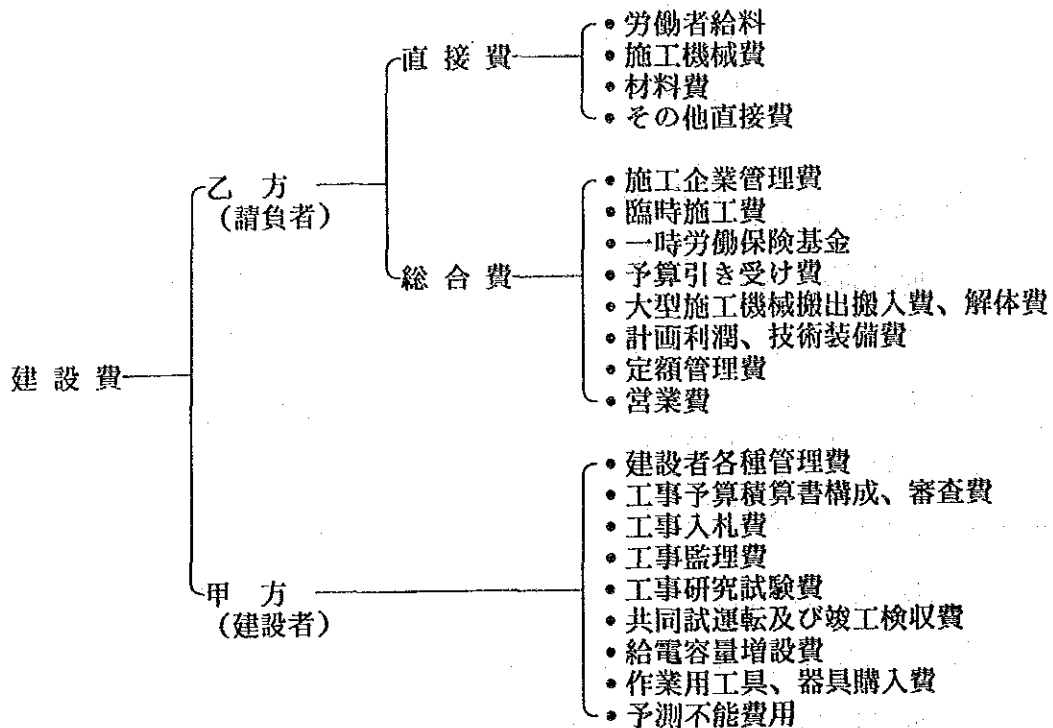 建設費
乙方
(請負者)
直接費
• 労働者給料
• 施工機械費
• 材料費
• その他直接費
総合費
• 施工企業管理費
• 臨時施工費
• 一時労働保険基金
• 予算引き受け費
• 大型施工機械搬出搬入費、解体費
• 計画利潤、技術装備費
• 定額管理費
• 営業費
甲方
(建設者)
• 建設者各種管理費
• 工事予算積算書構成、審査費
• 工事入札費
• 工事監理費
• 工事研究試験費
• 共同試運転及び竣工検収費
• 給電容量増設費
• 作業用工具、器具購入費
• 予測不能費用